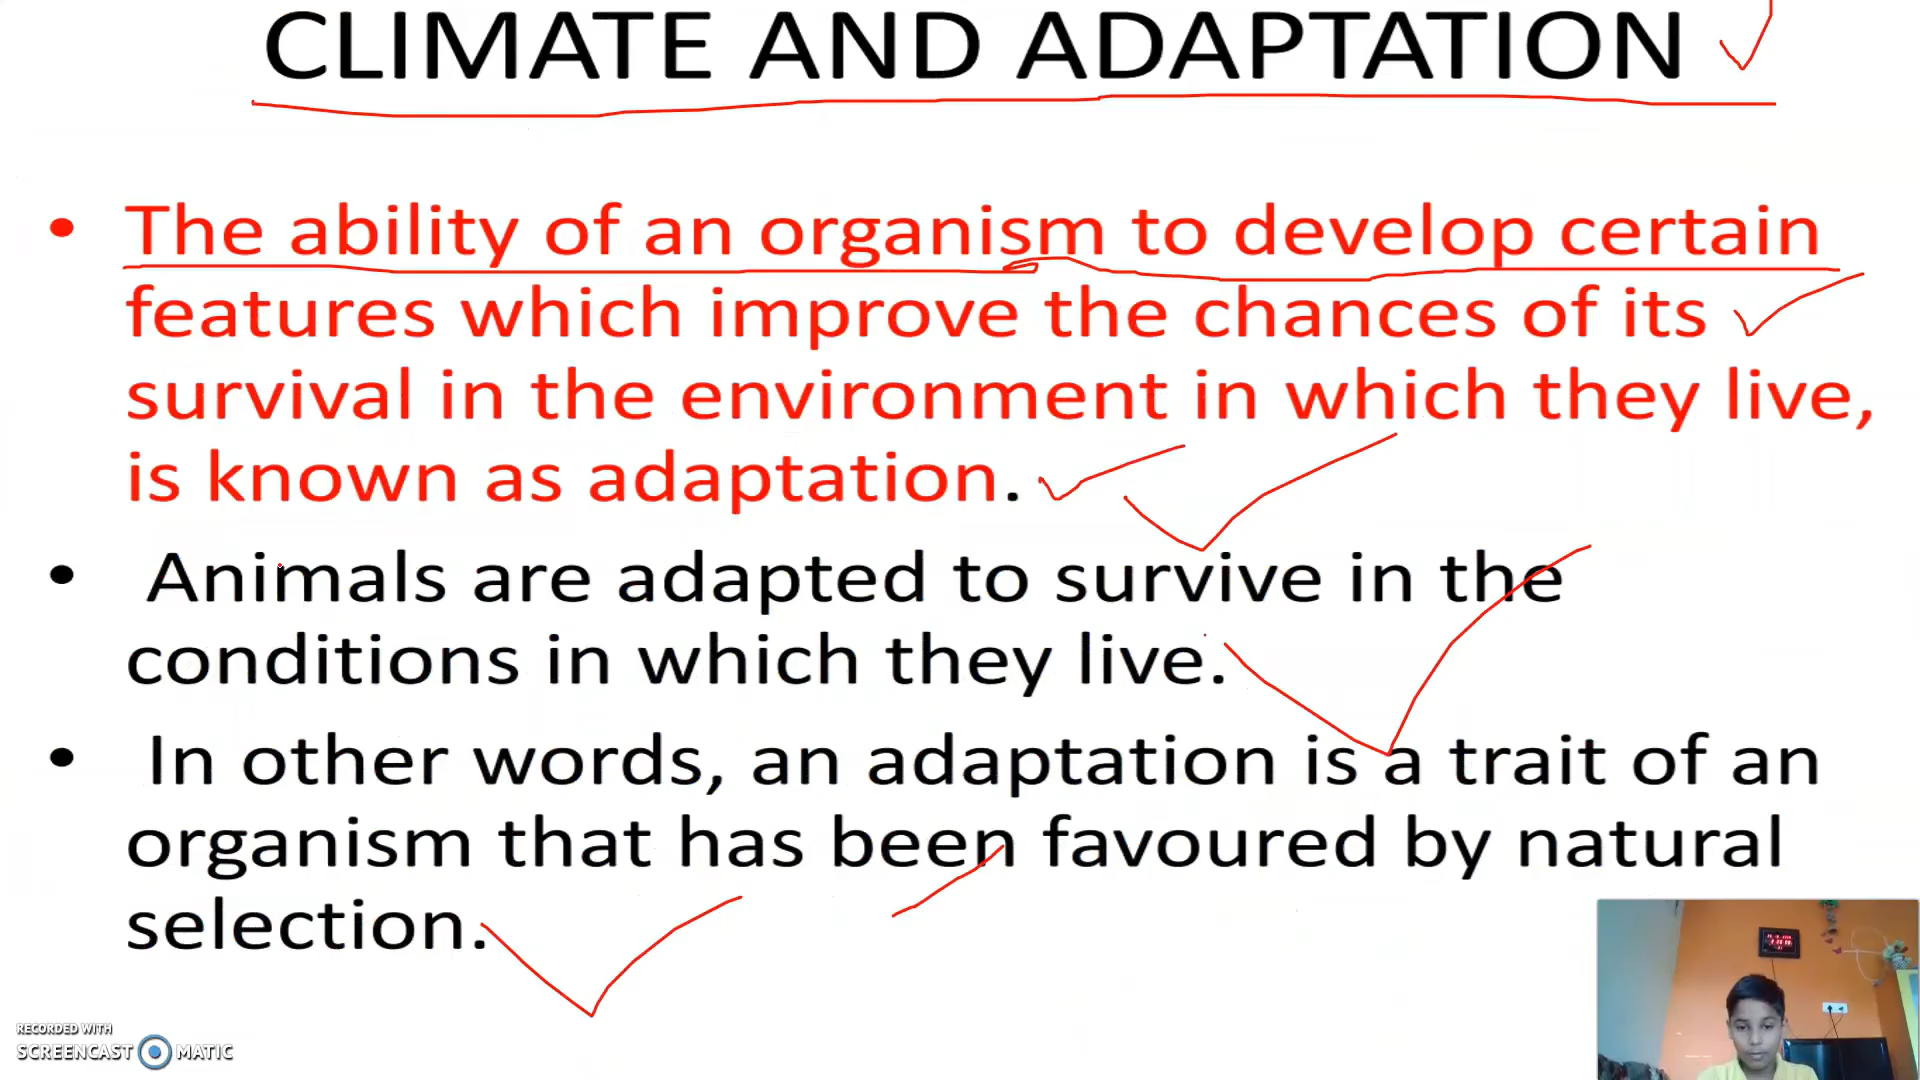 CLIMATE AND ADAPTATION
• The ability of an organism to develop certain
features which improve the chances of its
survival in the environment in which they live,
is known as adaptation.
• Animals are adapted to survive in the
conditions in which they live.
• In other words, an adaptation is a trait of an
organism that has been favoured by natural
selection.
RECORDED WITH
SCREENCAST MATIC